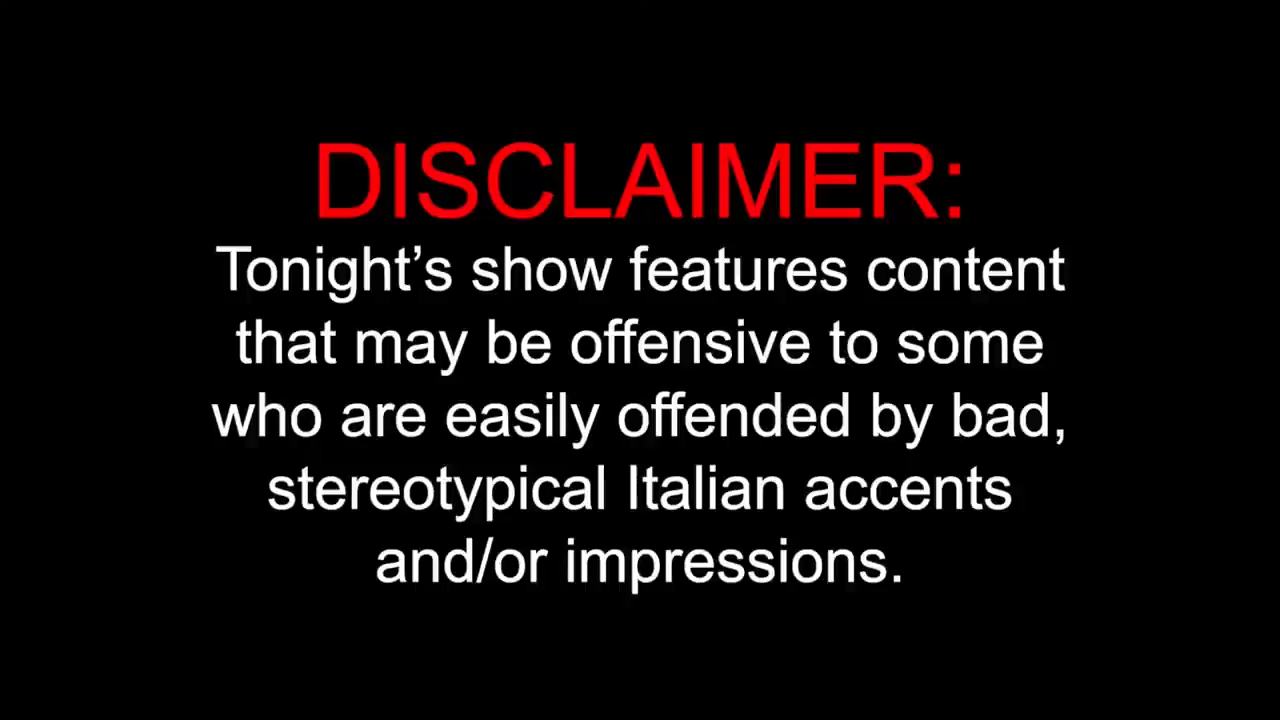 DISCLAIMER:
Tonight’s show features content
that may be offensive to some
who are easily offended by bad,
stereotypical Italian accents
and/or impressions.